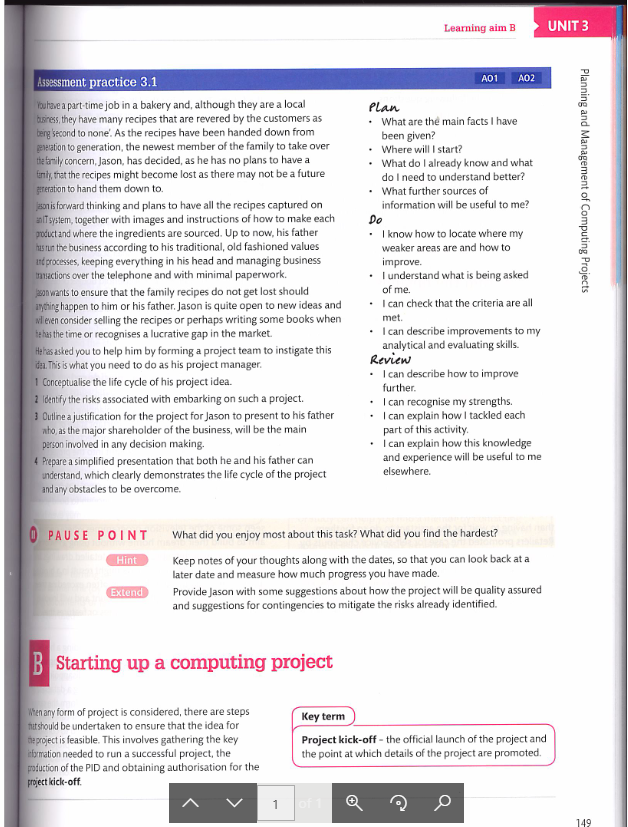 Learning aim B
UNIT 3
Planning and Management of Computing Projects
Assessment practice 3.1
AO1 AO2
You have a part-time job in a bakery and, although they are a local
business, they have many recipes that are revered by the customers as
being 'second to none'. As the recipes have been handed down from
generation to generation, the newest member of the family to take over
the family concern, Jason, has decided, as he has no plans to have a
family, that the recipes might become lost as there may not be a future
generation to hand them down to.
Jason is forward thinking and plans to have all the recipes captured on
an IT system, together with images and instructions of how to make each
product and where the ingredients are sourced. Up to now, his father
has run the business according to his traditional, old fashioned values
and processes, keeping everything in his head and managing business
transactions over the telephone and with minimal paperwork.
Jason wants to ensure that the family recipes do not get lost should
anything happen to him or his father. Jason is quite open to new ideas and
will even consider selling the recipes or perhaps writing some books when
he has the time or recognises a lucrative gap in the market.
He has asked you to help him by forming a project team to instigate this
idea. This is what you need to do as his project manager.
1 Conceptualise the life cycle of his project idea.
2 Identify the risks associated with embarking on such a project.
3 Outline a justification for the project for Jason to present to his father
who, as the major shareholder of the business, will be the main
person involved in any decision making.
4 Prepare a simplified presentation that both he and his father can
understand, which clearly demonstrates the life cycle of the project
and any obstacles to be overcome.
Plan
• What are the main facts I have
been given?
• Where will I start?
• What do I already know and what
do I need to understand better?
• What further sources of
information will be useful to me?
Do
• I know how to locate where my
weaker areas are and how to
improve.
• I understand what is being asked
of me.
• I can check that the criteria are all
met.
• I can describe improvements to my
analytical and evaluating skills.
Review
• I can describe how to improve
further.
• I can recognise my strengths.
• I can explain how I tackled each
part of this activity.
• I can explain how this knowledge
and experience will be useful to me
elsewhere.
PAUSE POINT
What did you enjoy most about this task? What did you find the hardest?
Hint
Keep notes of your thoughts along with the dates, so that you can look back at a
later date and measure how much progress you have made.
Extend
Provide Jason with some suggestions about how the project will be quality assured
and suggestions for contingencies to mitigate the risks already identified.
B Starting up a computing project
When any form of project is considered, there are steps
that should be undertaken to ensure that the idea for
the project is feasible. This involves gathering the key
information needed to run a successful project, the
production of the PID and obtaining authorisation for the
project kick-off.
Key term
Project kick-off – the official launch of the project and
the point at which details of the project are promoted.
1 of 1
149